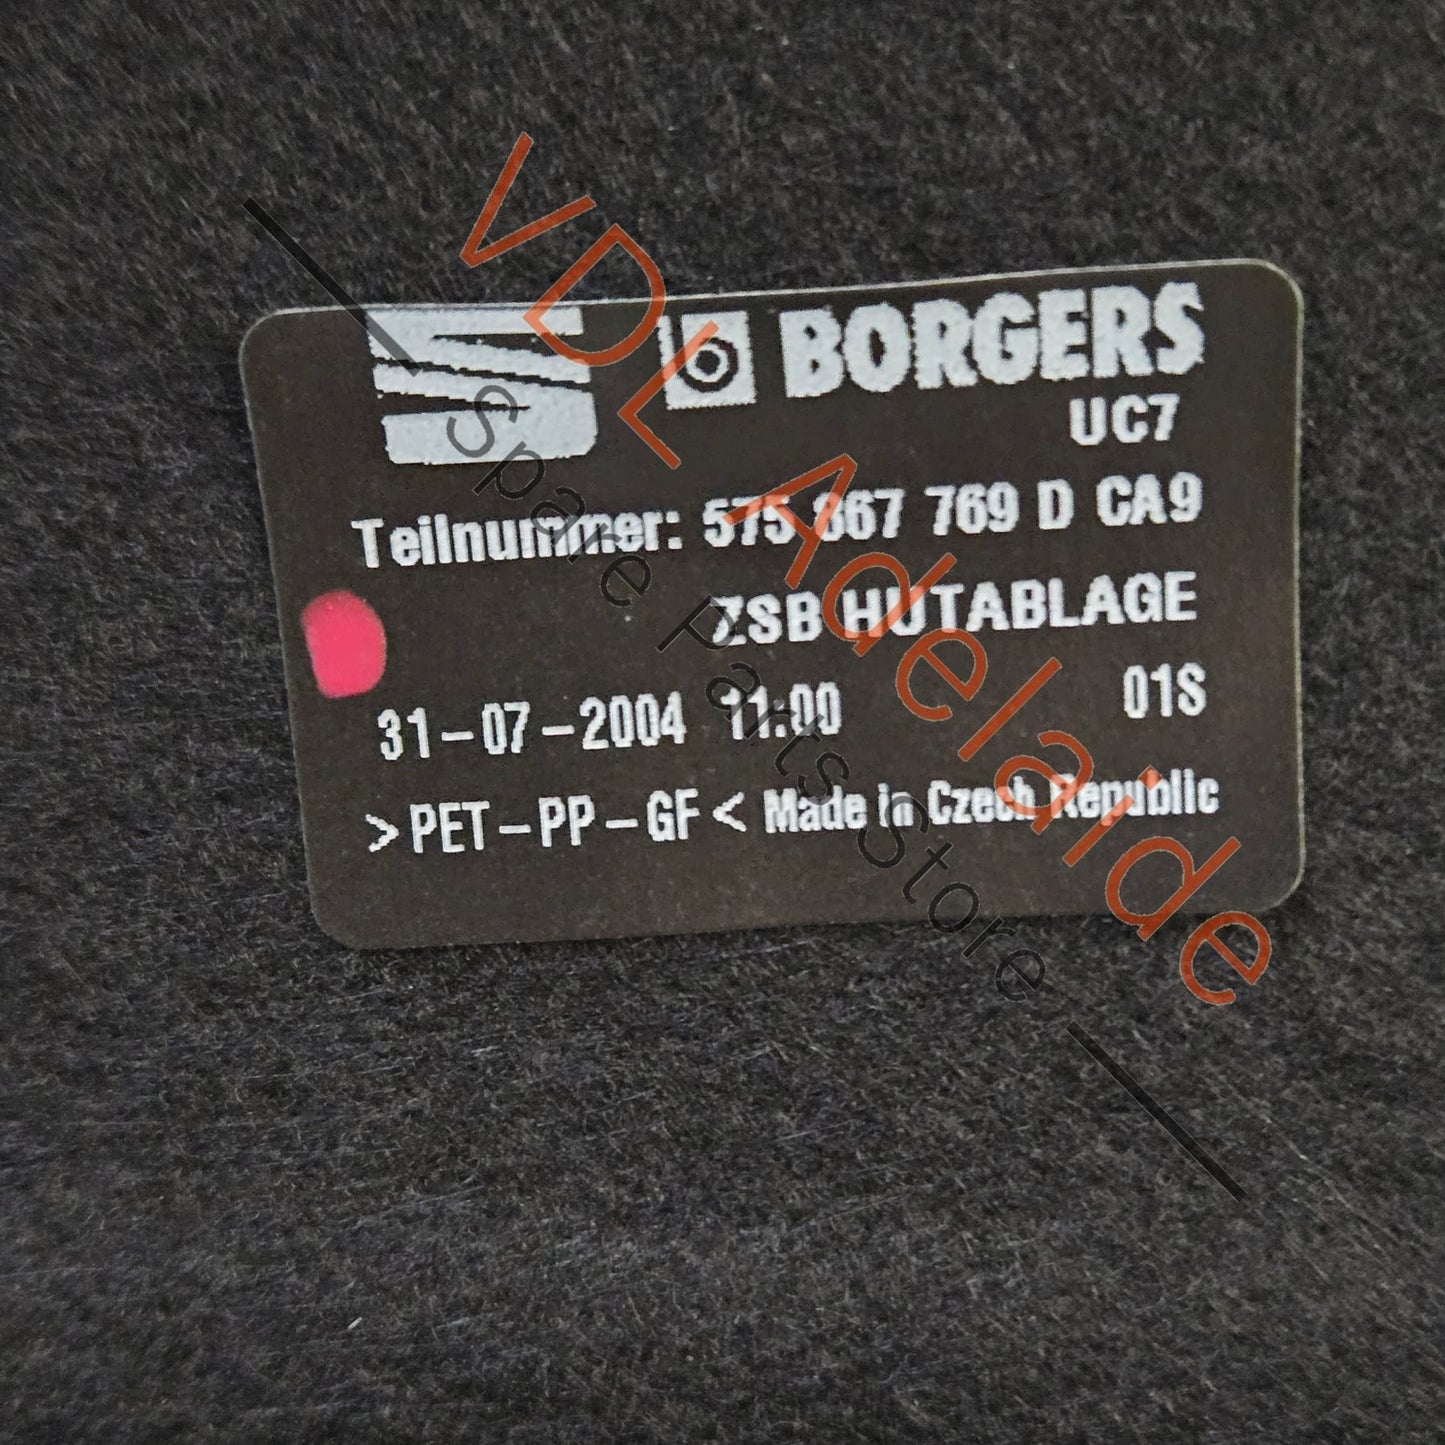 BORGERS
UC7
Teilnummer: 575 867 769 D CA9
ZSB HUTABLAGE
31-07-2004 11:00 01S
>PET-PP-GF< Made in Czech Republic
VDL Adelaide
Spare Parts Store